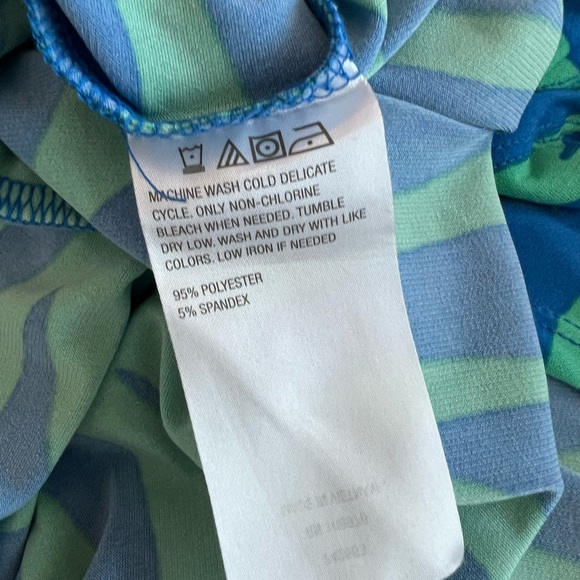 MACHINE WASH COLD DELICATE
CYCLE. ONLY NON-CHLORINE
BLEACH WHEN NEEDED. TUMBLE
DRY LOW. WASH AND DRY WITH LIKE
COLORS. LOW IRON IF NEEDED
95% POLYESTER
5% SPANDEX